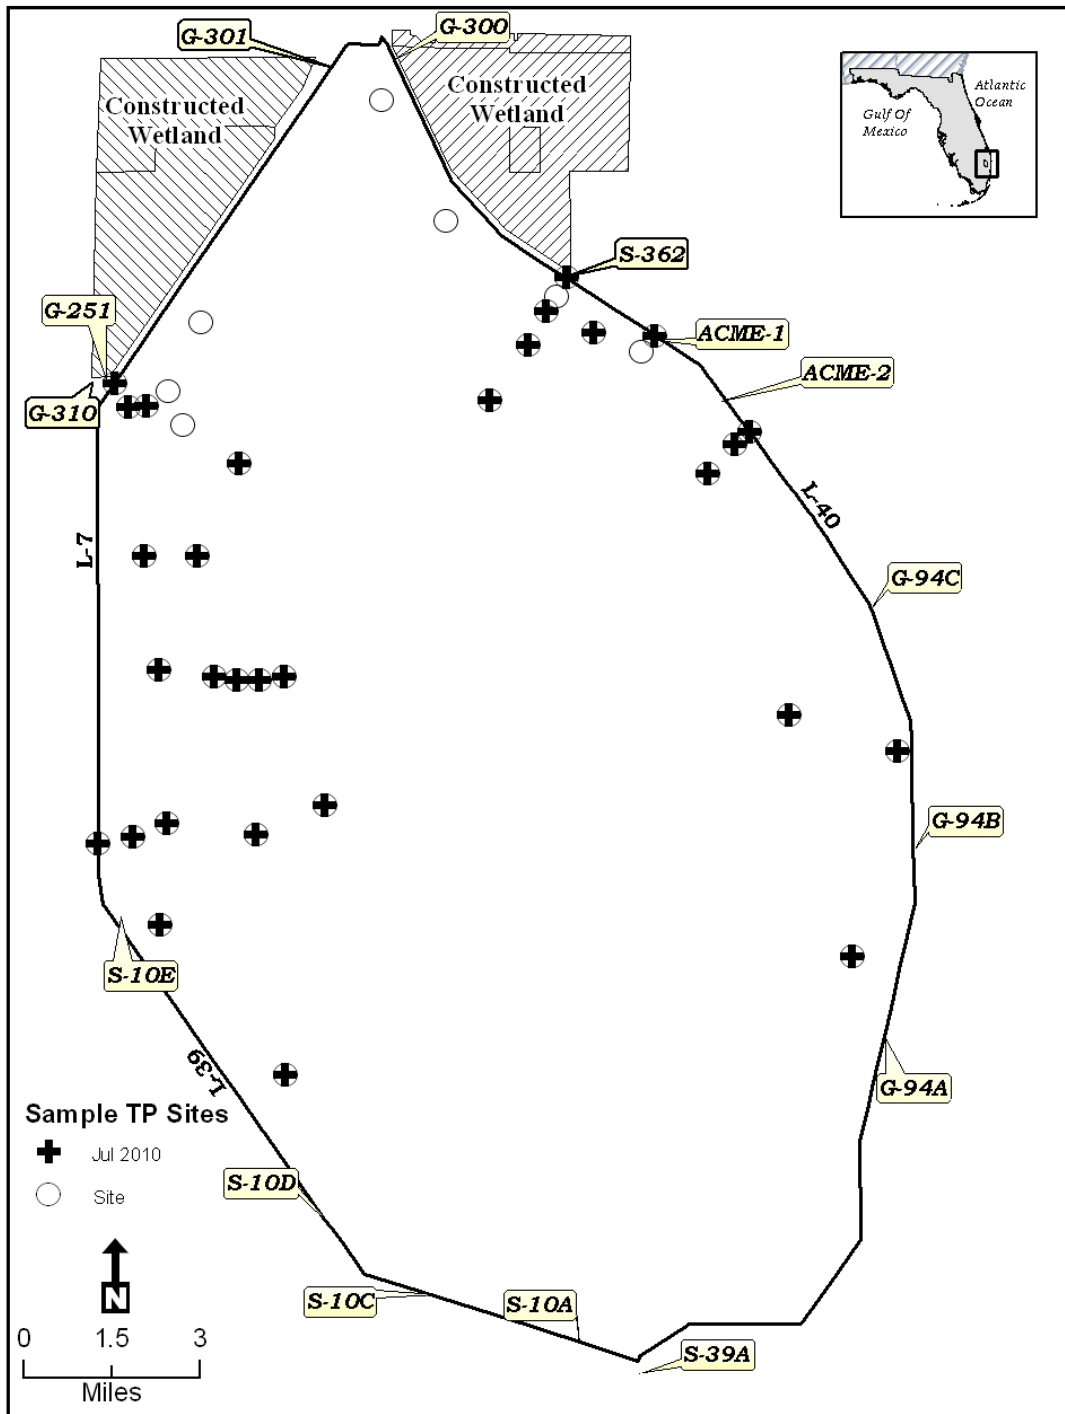 G-301
G-300
Constructed
Wetland
Constructed
Wetland
Gulf Of
Mexico
Atlantic
Ocean
S-362
G-251
ACME-1
ACME-2
G-310
L-40
L-7
G-94C
G-94B
S-10E
L-39
G-94A
Sample TP Sites
Jul 2010
Site
S-10D
N
S-10C
S-10A
0 1.5 3
Miles
S-39A